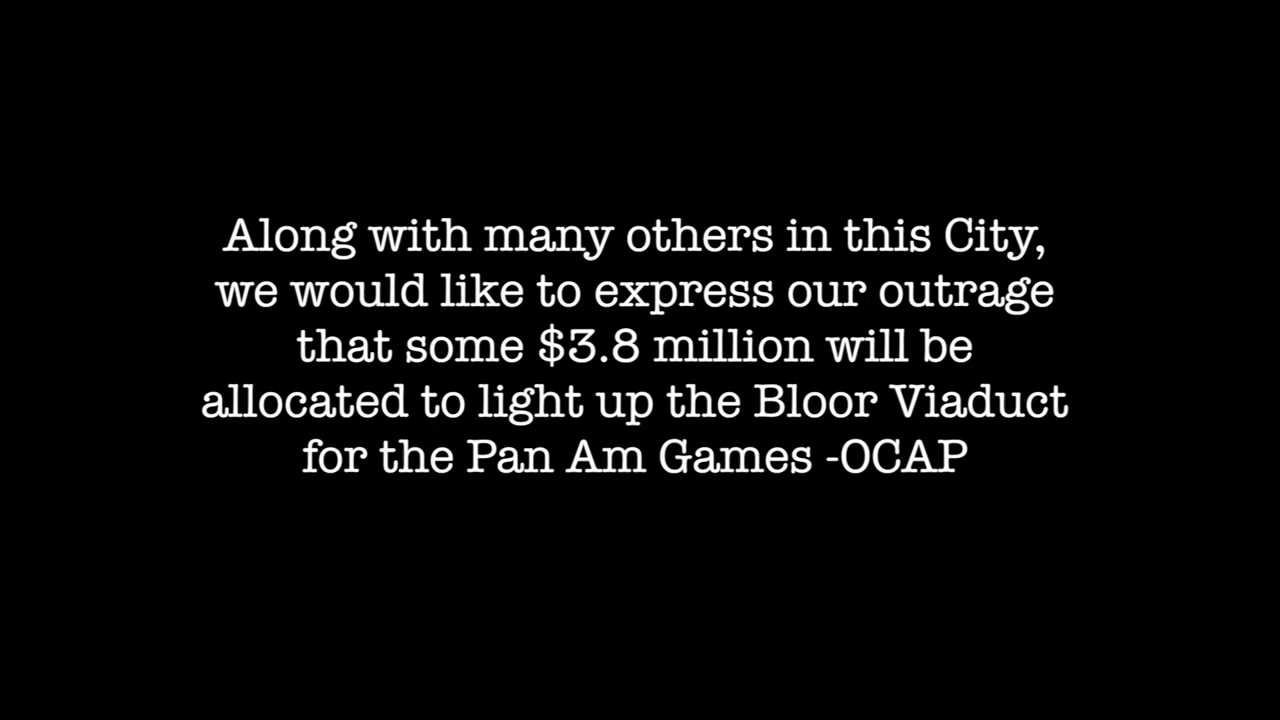 Along with many others in this City,
we would like to express our outrage
that some $3.8 million will be
allocated to light up the Bloor Viaduct
for the Pan Am Games -OCAP